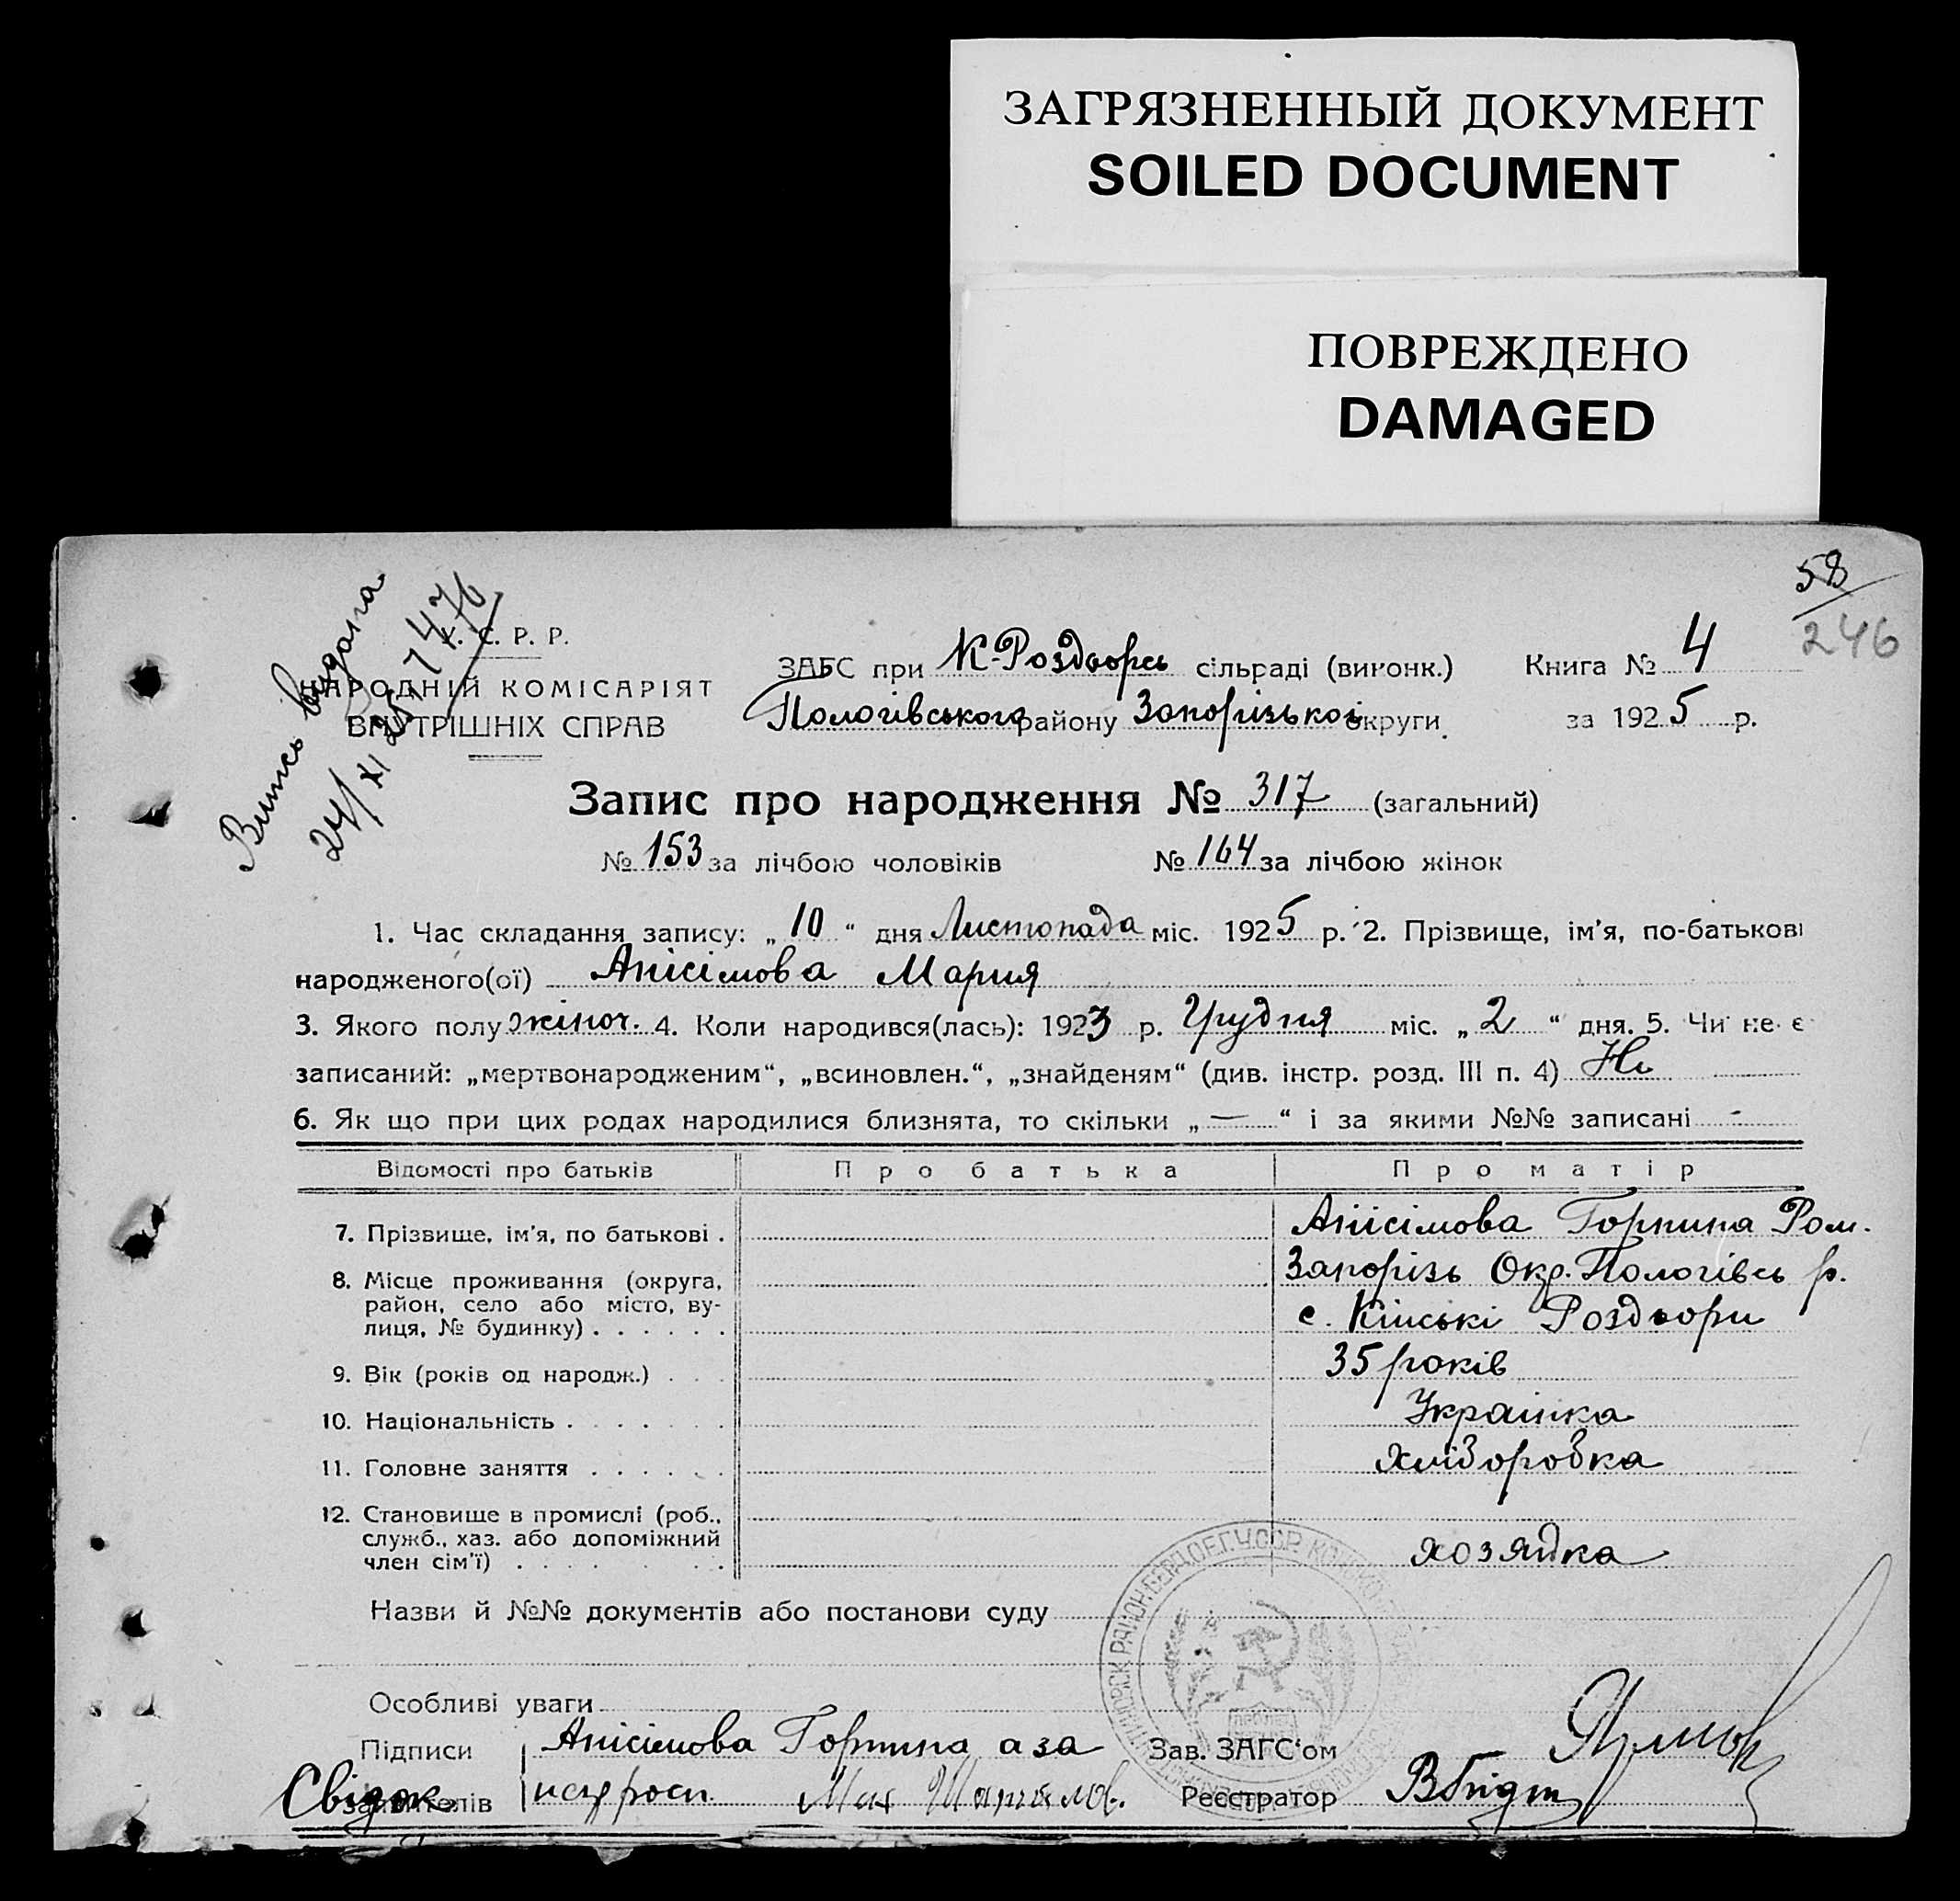 ЗАГРЯЗНЕННЫЙ ДОКУМЕНТ
SOILED DOCUMENT
ПОВРЕЖДЕНО
DAMAGED
58
246
Витсь видана
24/XI 25 476
У. С. Р. Р.
НАРОДНІЙ КОМІСАРІЯТ
ВНУТРІШНІХ СПРАВ
ЗАГС при К-Роздорсь сільраді (виконк.) Книга № 4
Пологівського району Запорізької округи. за 1925 р.
Запис про народження № 317 (загальний)
№ 153 за лічбою чоловіків № 164 за лічбою жінок
1. Час складання запису: „10“ дня Листопада міс. 1925 р. 2. Прізвище, ім'я, по-батькові
народженого(ої) Анісімова Мария
3. Якого полу жіноч. 4. Коли народився(лась): 1923 р. Грудня міс. „2“ дня. 5. Чи не є
записаний: „мертвонародженим“, „всиновлен.“, „знайденям“ (див. інстр. розд. III п. 4) Ні
6. Як що при цих родах народилися близнята, то скільки „—“ і за якими №№ записані -
Відомості про батьків Про батька Про матір
7. Прізвище, ім'я, по батькові . Анісімова Горпина Ром.
8. Місце проживання (округа, Запорізь Окр. Пологівсь р.
район, село або місто, ву-
лиця, № будинку) . . . . . . с. Кінські Роздори
9. Вік (років од народж.) . . . 35 років
10. Національність . . . . . . . Українка
11. Головне заняття . . . . . . Хліборобка
12. Становище в промислі (роб.,
служб., хаз. або допоміжний
член сім'ї) . . . . . . . . хозяйка
Назви й №№ документів або постанови суду
Особливі уваги
Підписи Анісімова Горпина а за Зав. ЗАГС'ом
Свідок заявителів неграсп. Реєстратор